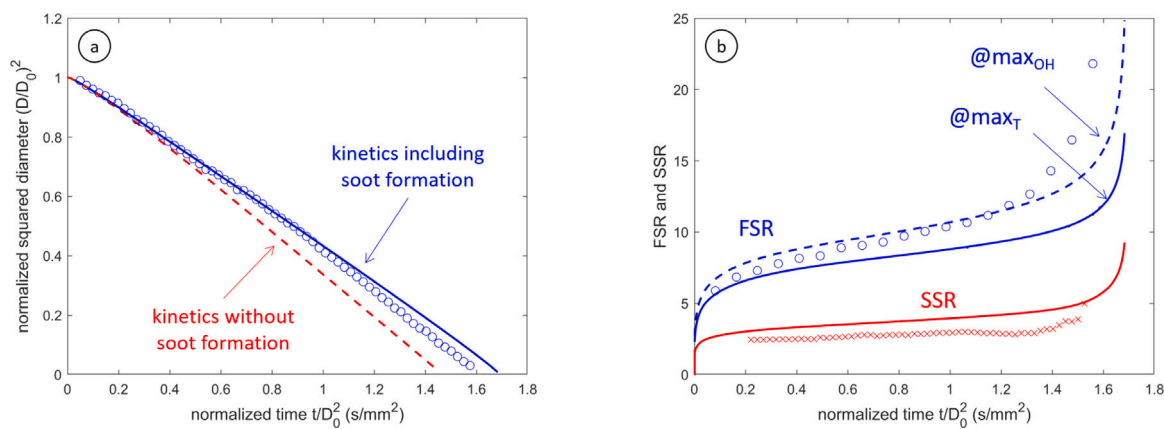 a
1.2
1
0.8
0.6
0.4
0.2
0
0 0.2 0.4 0.6 0.8 1 1.2 1.4 1.6 1.8
normalized squared diameter (D/D₀)²
normalized time t/D₀² (s/mm²)
kinetics including
soot formation
kinetics without
soot formation
b
25
20
15
10
5
0
0 0.2 0.4 0.6 0.8 1 1.2 1.4 1.6 1.8
FSR and SSR
normalized time t/D₀² (s/mm²)
@max_OH
@max_T
FSR
SSR